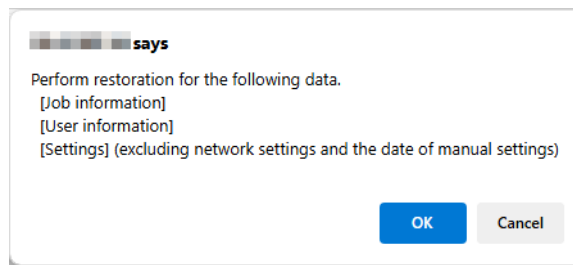 says
Perform restoration for the following data.
[Job information]
[User information]
[Settings] (excluding network settings and the date of manual settings)
OK
Cancel